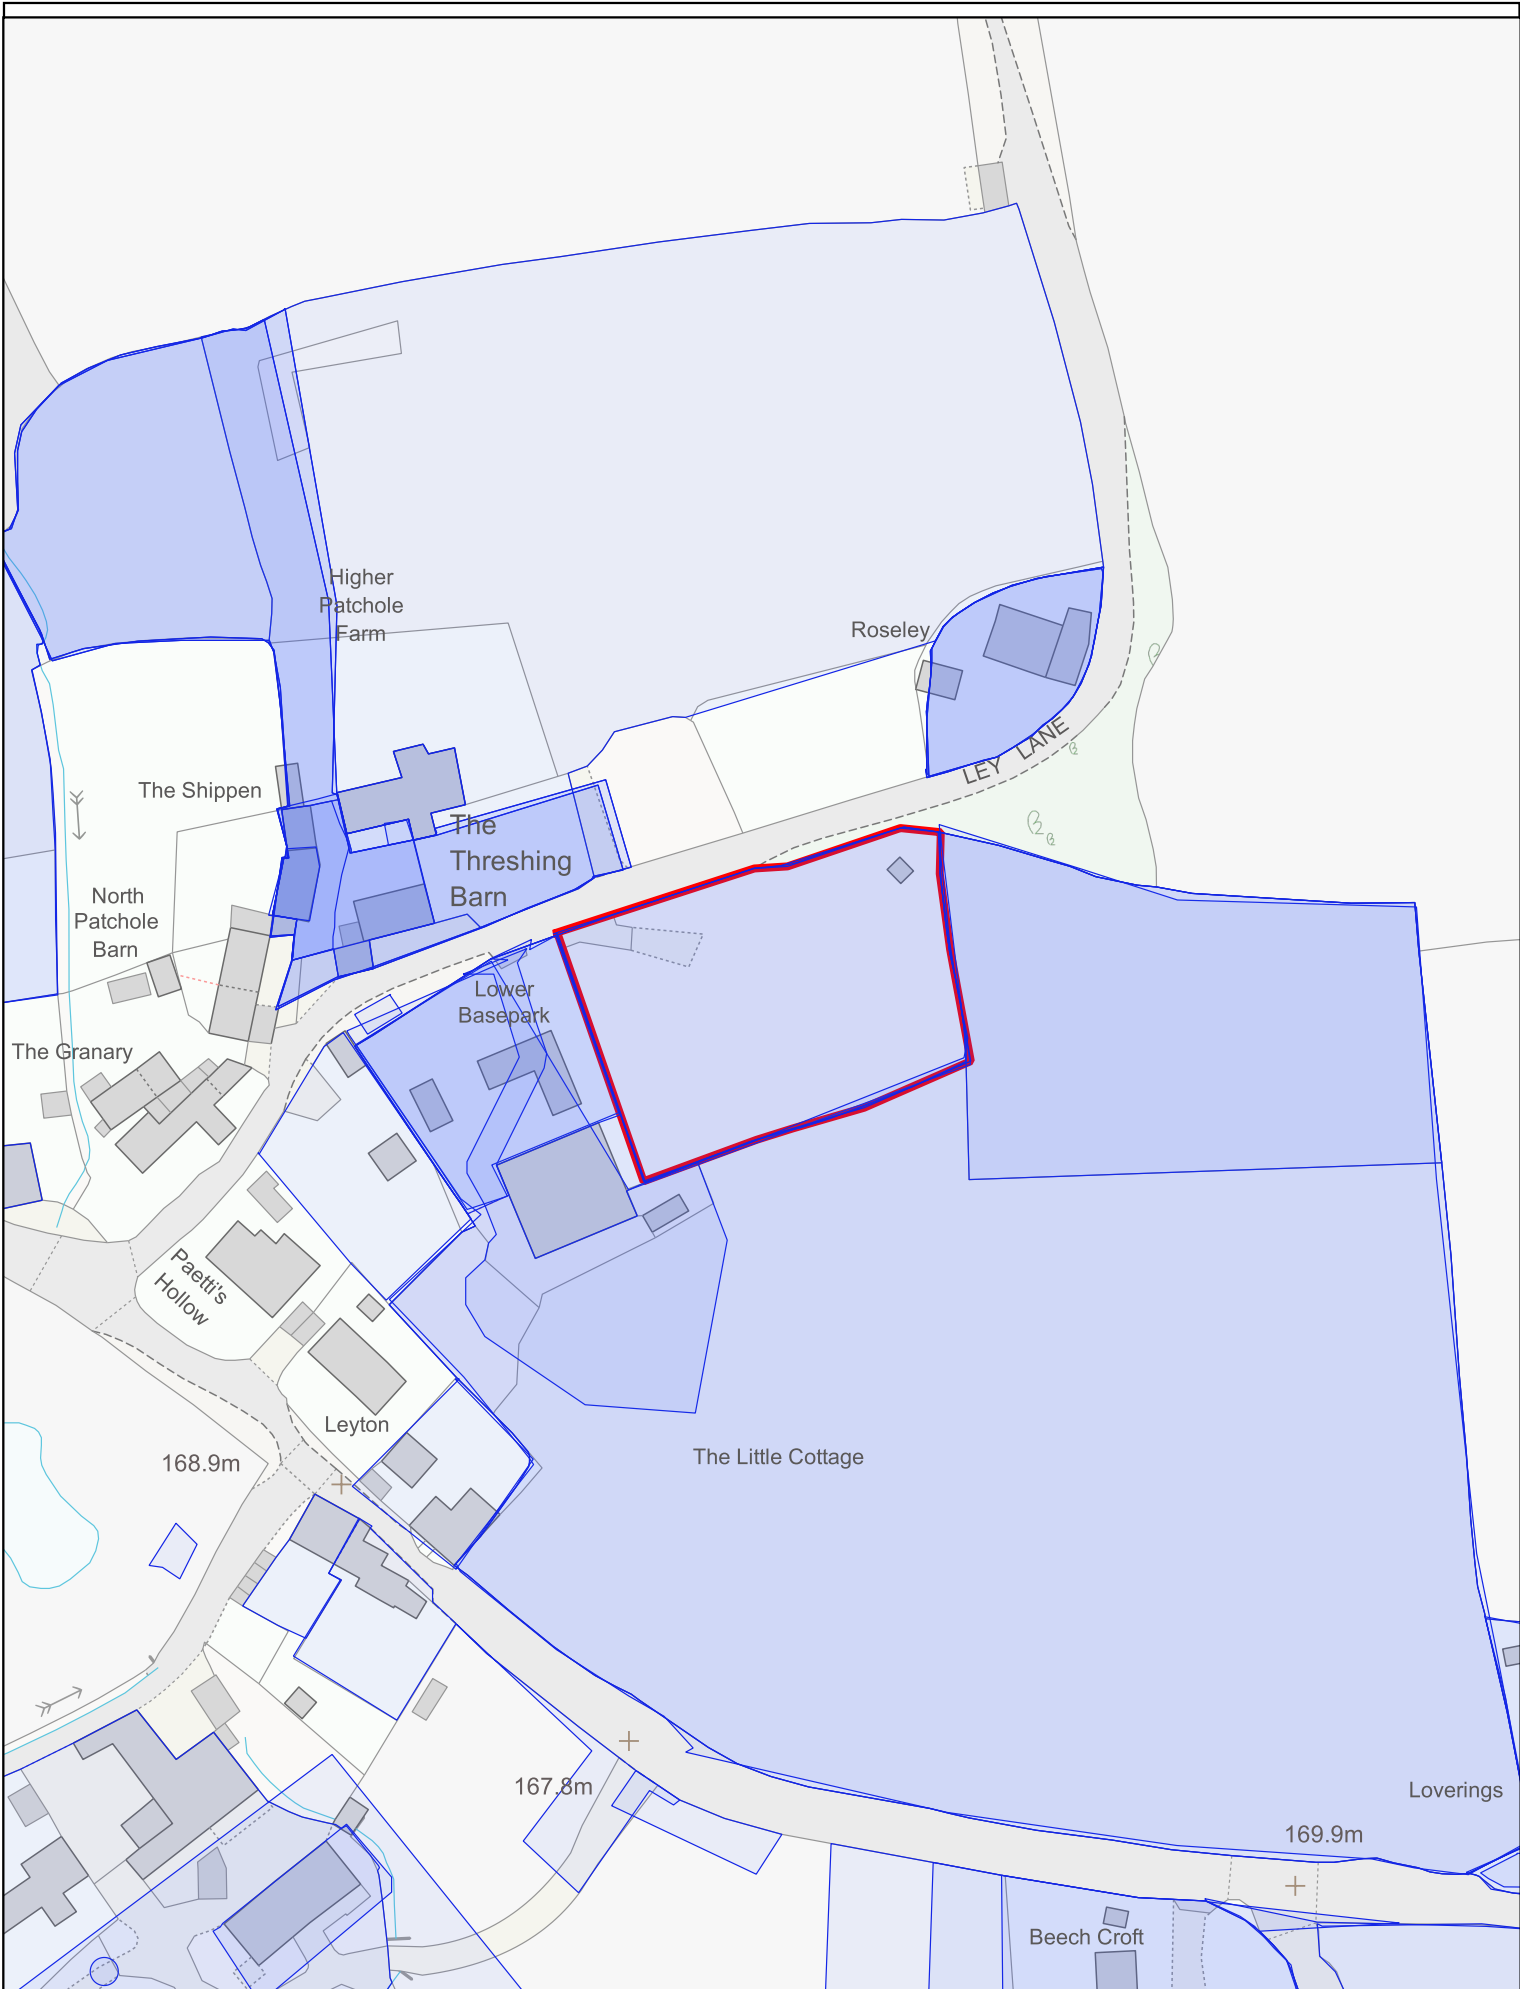 Higher
Patchole
Farm
Roseley
LEY LANE
The Shippen
The
Threshing
Barn
North
Patchole
Barn
Lower
Basepark
The Granary
Paetti's
Hollow
Leyton
168.9m
The Little Cottage
167.8m
Loverings
169.9m
Beech Croft